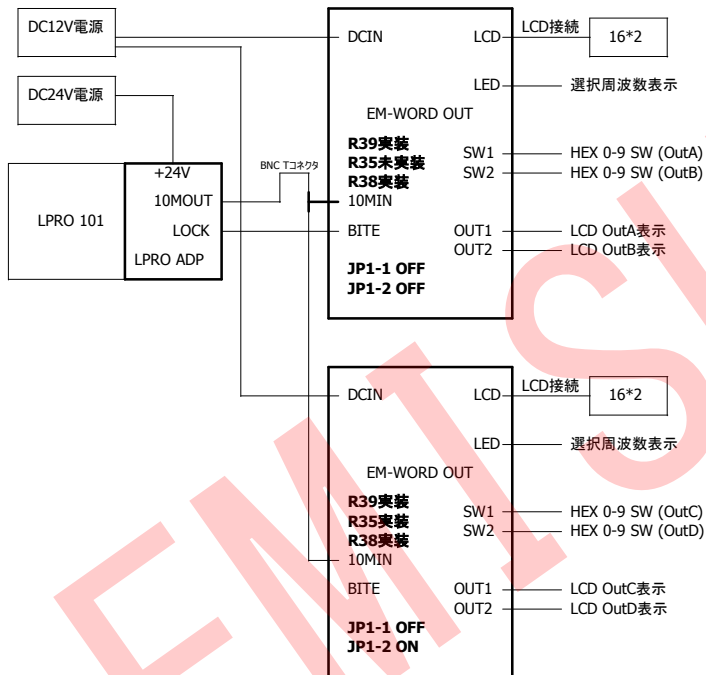 DC12V電源
DC24V電源
LPRO 101
+24V
10MOUT
LOCK
LPRO ADP
BNC Tコネクタ
DCIN
LCD
LCD接続
16*2
LED
選択周波数表示
EM-WORD OUT
R39実装
R35未実装
R38実装
10MIN
SW1
HEX 0-9 SW (OutA)
SW2
HEX 0-9 SW (OutB)
BITE
OUT1
LCD OutA表示
OUT2
LCD OutB表示
JP1-1 OFF
JP1-2 OFF
DCIN
LCD
LCD接続
16*2
LED
選択周波数表示
EM-WORD OUT
R39実装
R35実装
R38実装
10MIN
SW1
HEX 0-9 SW (OutC)
SW2
HEX 0-9 SW (OutD)
BITE
OUT1
LCD OutC表示
OUT2
LCD OutD表示
JP1-1 OFF
JP1-2 ON